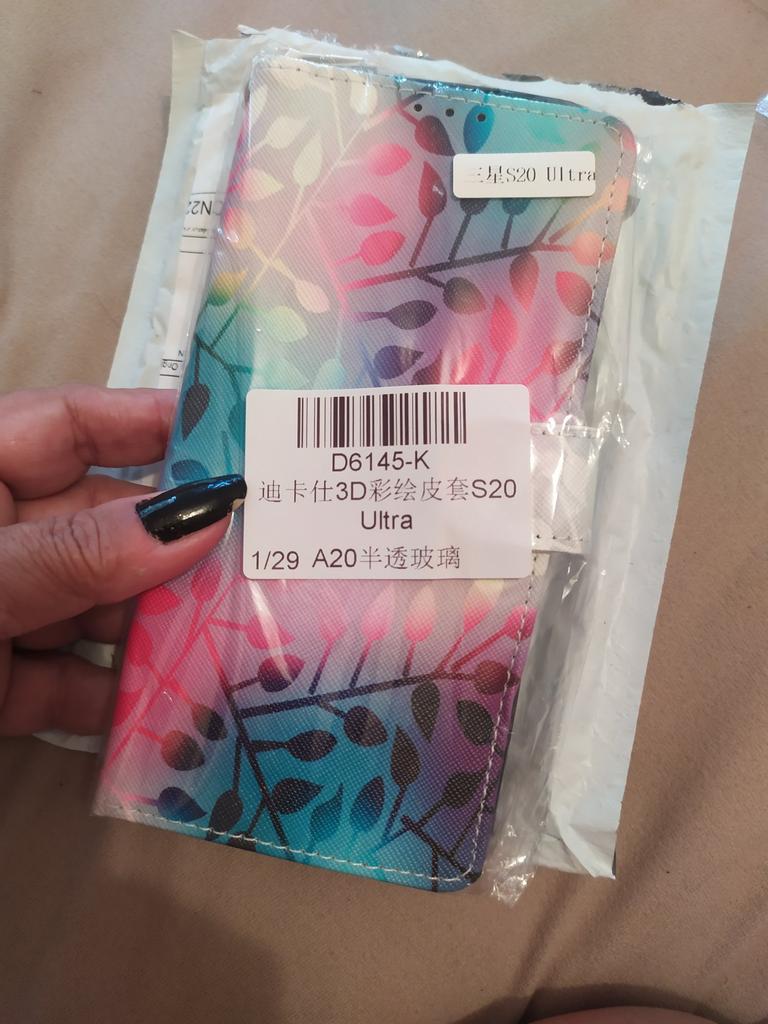 三星S20 Ultra
D6145-K
迪卡仕3D彩绘皮套S20
Ultra
1/29 A20半透玻璃